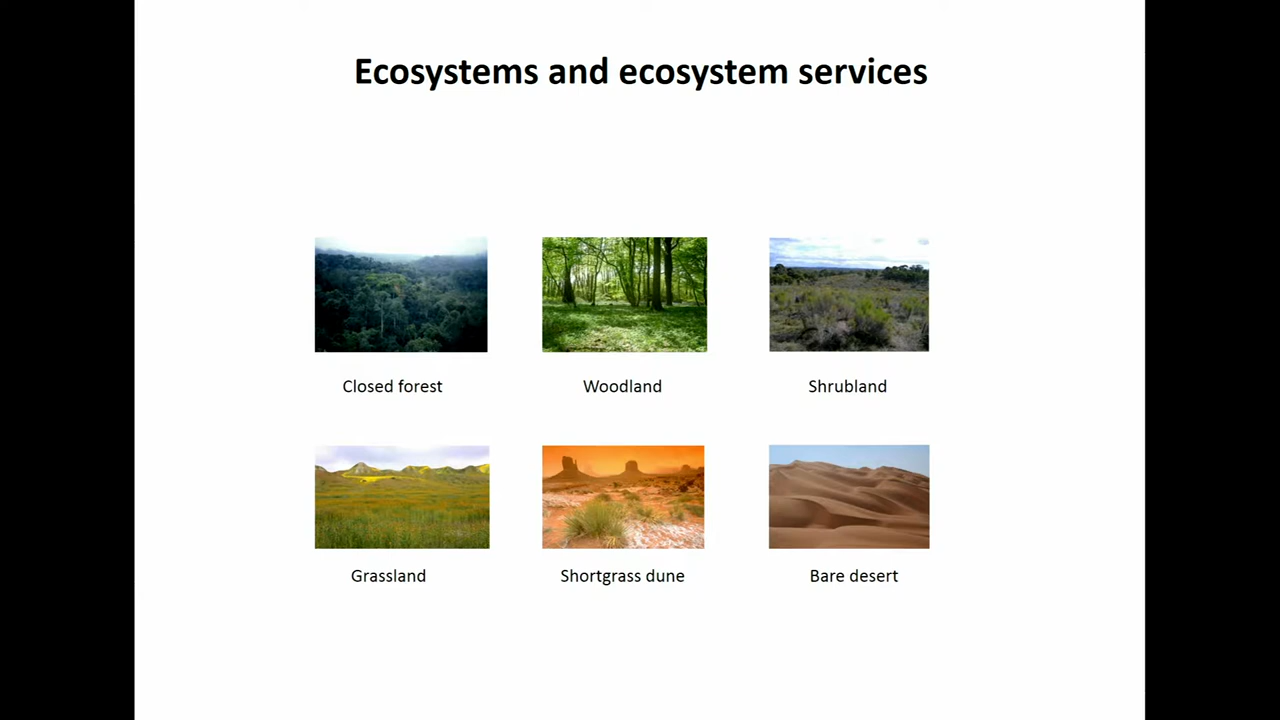 Ecosystems and ecosystem services
Closed forest
Woodland
Shrubland
Grassland
Shortgrass dune
Bare desert